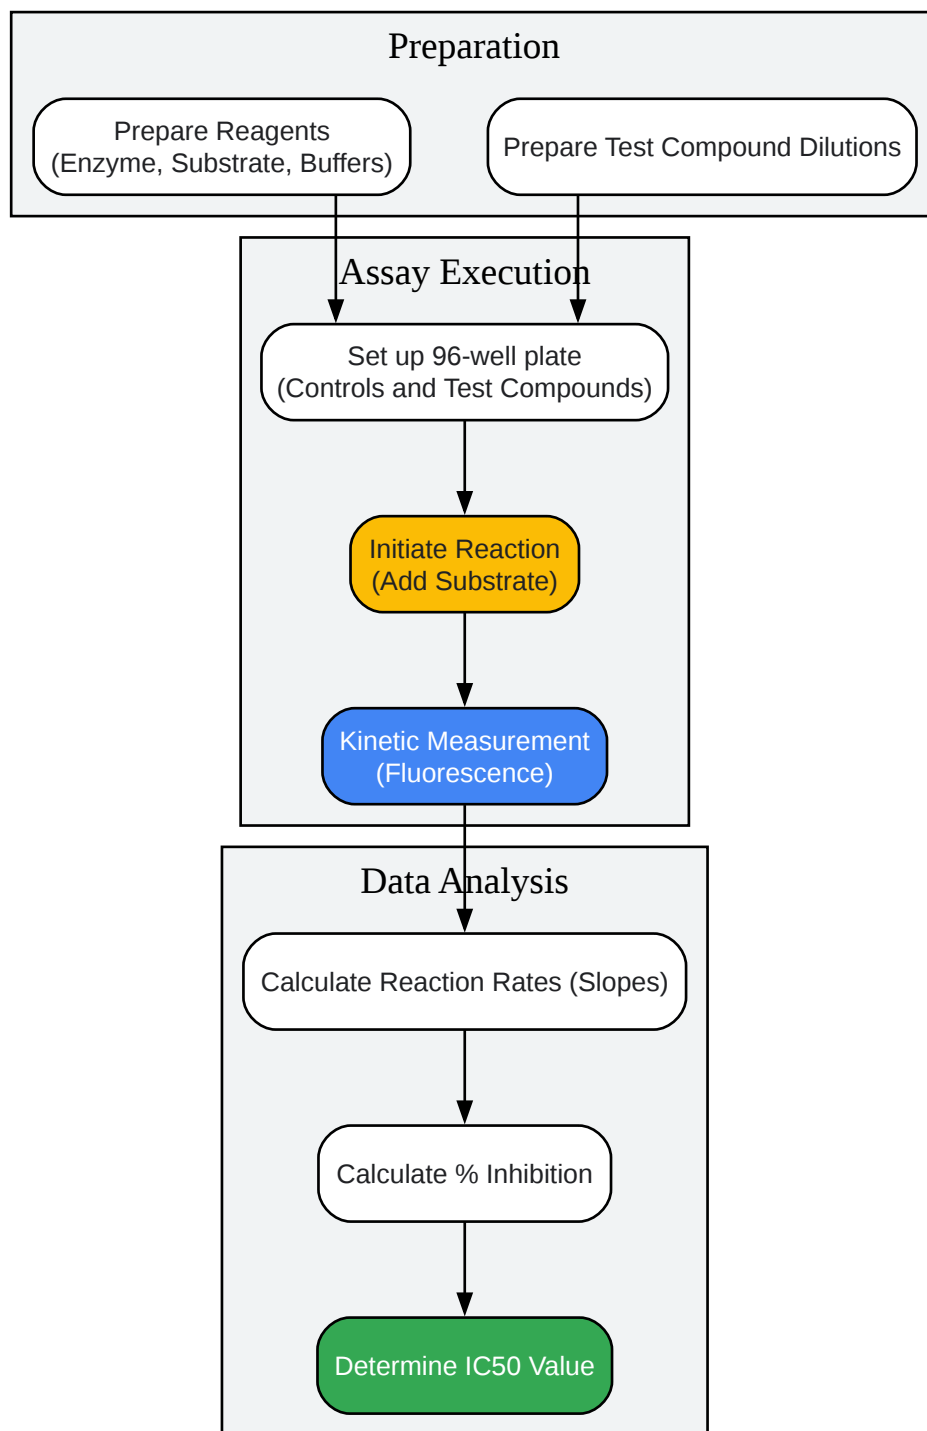 Preparation
Prepare Reagents
(Enzyme, Substrate, Buffers)
Prepare Test Compound Dilutions
Assay Execution
Set up 96-well plate
(Controls and Test Compounds)
Initiate Reaction
(Add Substrate)
Kinetic Measurement
(Fluorescence)
Data Analysis
Calculate Reaction Rates (Slopes)
Calculate % Inhibition
Determine IC50 Value